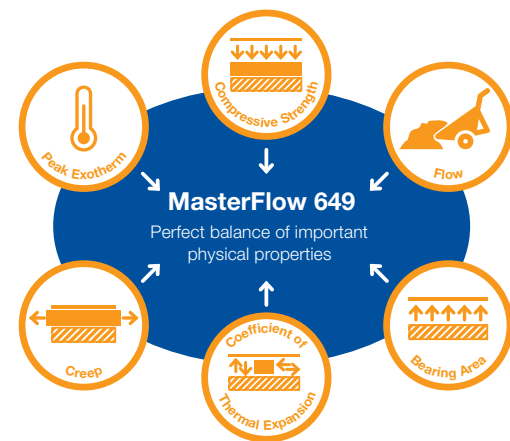 Compressive Strength
Peak Exotherm
Flow
MasterFlow 649
Perfect balance of important
physical properties
Creep
Coefficient of
Thermal Expansion
Bearing Area